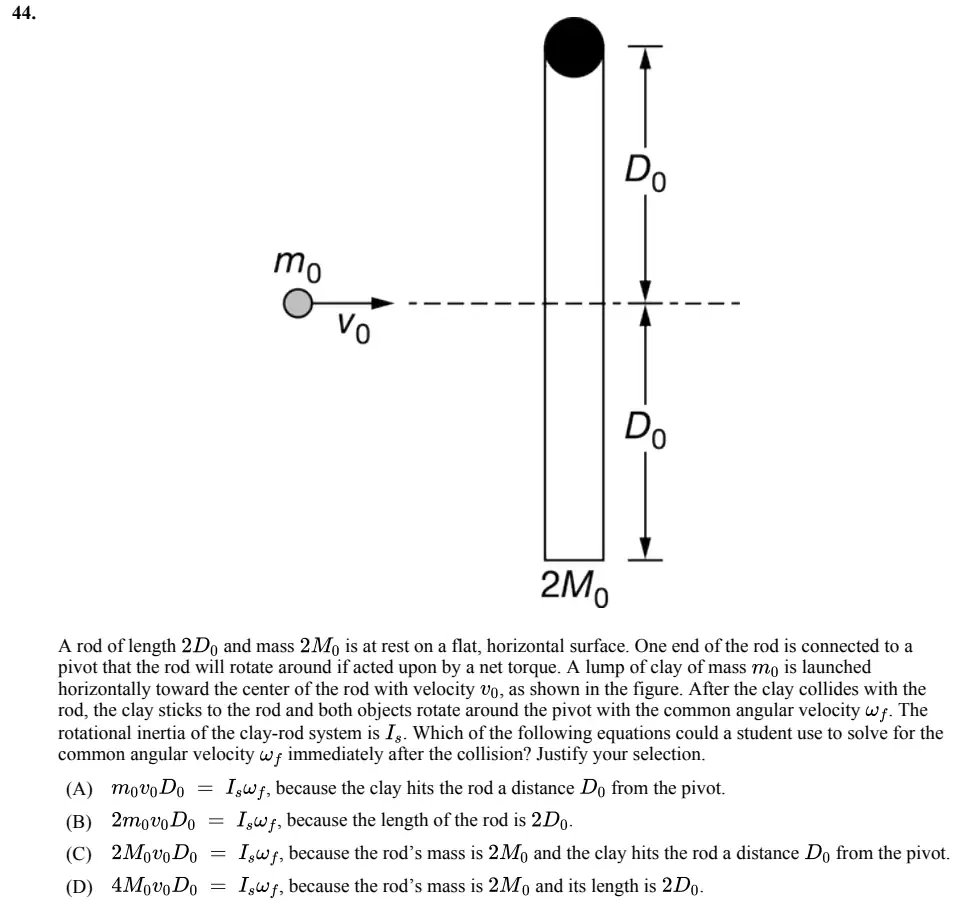 44.
D₀
m₀
v₀
D₀
2M₀
A rod of length 2D₀ and mass 2M₀ is at rest on a flat, horizontal surface. One end of the rod is connected to a
pivot that the rod will rotate around if acted upon by a net torque. A lump of clay of mass m₀ is launched
horizontally toward the center of the rod with velocity v₀, as shown in the figure. After the clay collides with the
rod, the clay sticks to the rod and both objects rotate around the pivot with the common angular velocity ω_f. The
rotational inertia of the clay-rod system is I_s. Which of the following equations could a student use to solve for the
common angular velocity ω_f immediately after the collision? Justify your selection.
(A) m₀v₀D₀ = I_sω_f, because the clay hits the rod a distance D₀ from the pivot.
(B) 2m₀v₀D₀ = I_sω_f, because the length of the rod is 2D₀.
(C) 2M₀v₀D₀ = I_sω_f, because the rod’s mass is 2M₀ and the clay hits the rod a distance D₀ from the pivot.
(D) 4M₀v₀D₀ = I_sω_f, because the rod’s mass is 2M₀ and its length is 2D₀.